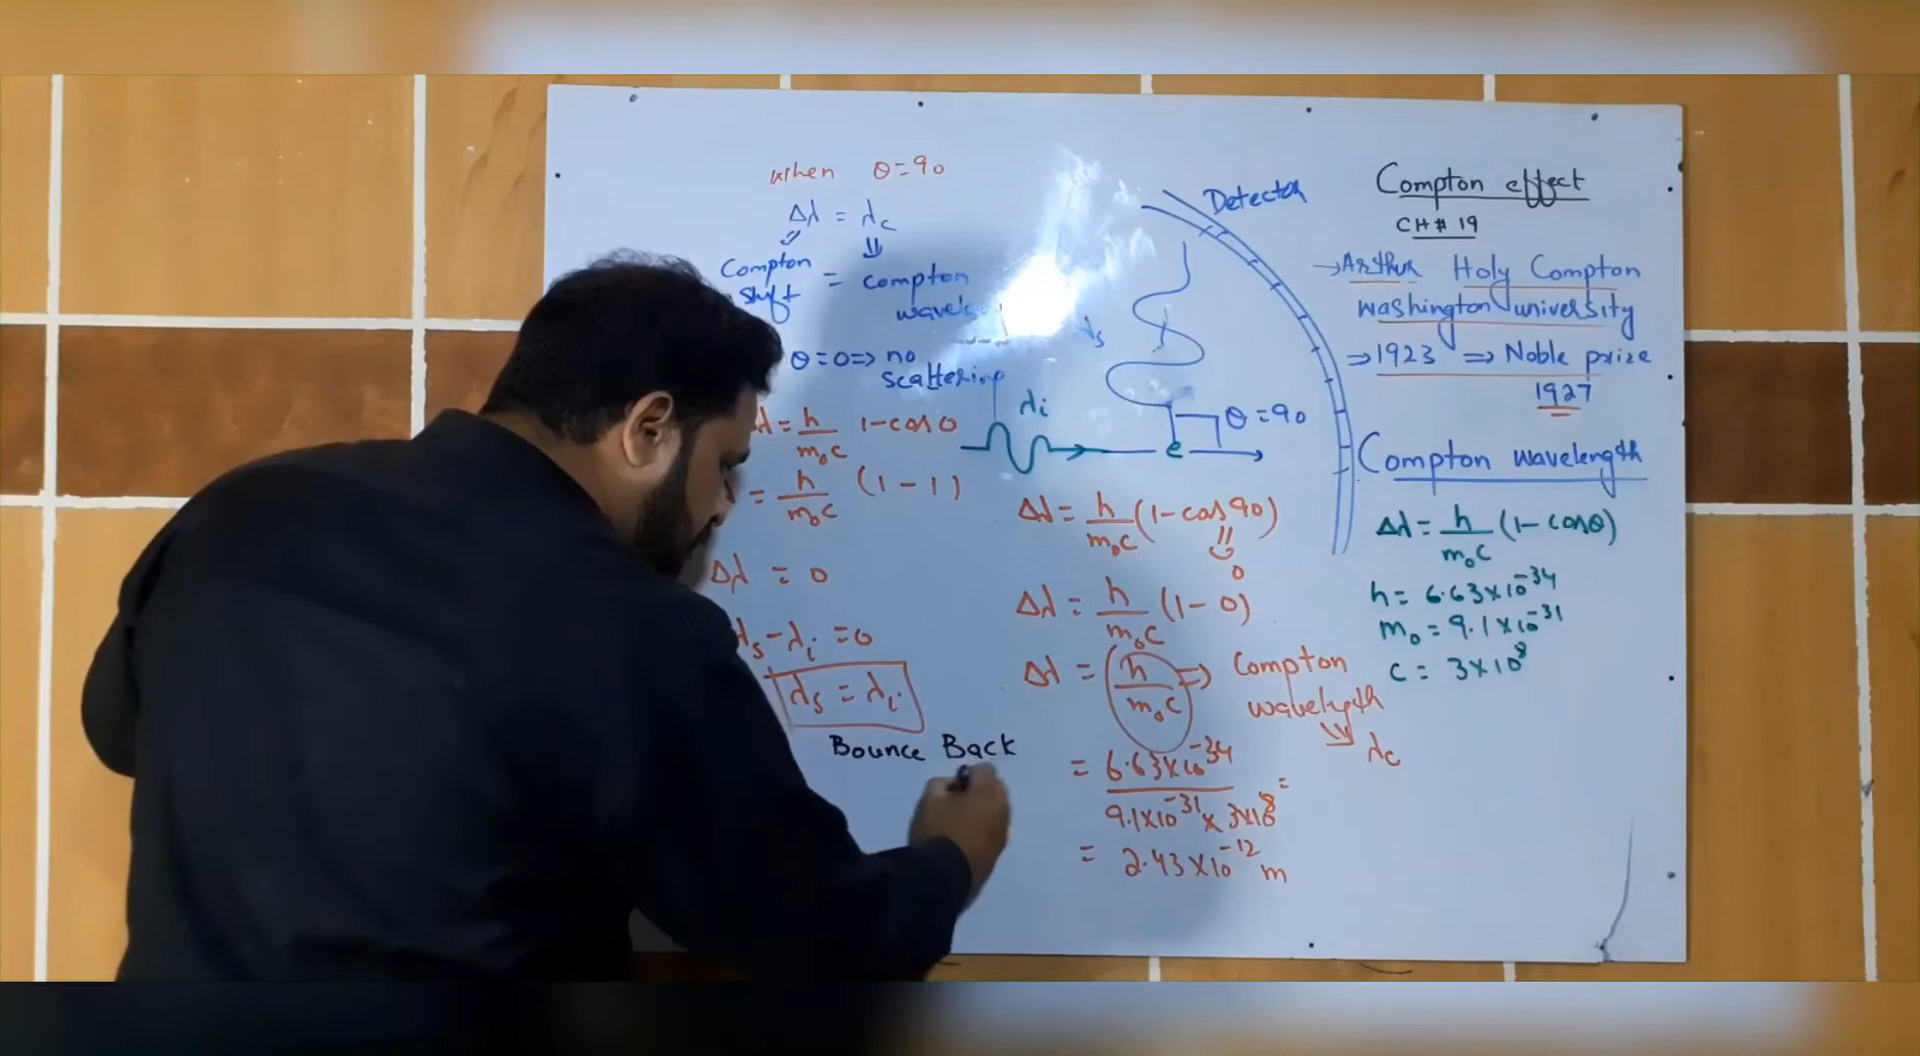 when θ=90
Δλ = λc
Compton shift = compton
θ=0⇒ no
scattering
λ= h/m₀c 1-cos 0
= h/m₀c (1-1)
Δλ = 0
λs-λi =0
λs = λi
Bounce Back
Detector
λs
λi
θ=90
e
Δλ= h/m₀c (1-cos 90)
0
Δλ = h/m₀c (1-0)
Δλ = h/m₀c ⇒ Compton
wavelength
λc
= 6.63×10⁻³⁴ / 9.1×10⁻³¹ × 3×10⁸ =
= 2.43×10⁻¹² m
Compton effect
CH# 19
→Arthur Holy Compton
washington university
⇒1923 ⇒ Noble prize
1927
Compton wavelength
Δλ= h/m₀c (1-cosθ)
h= 6.63×10⁻³⁴
m₀ = 9.1×10⁻³¹
c = 3×10⁸